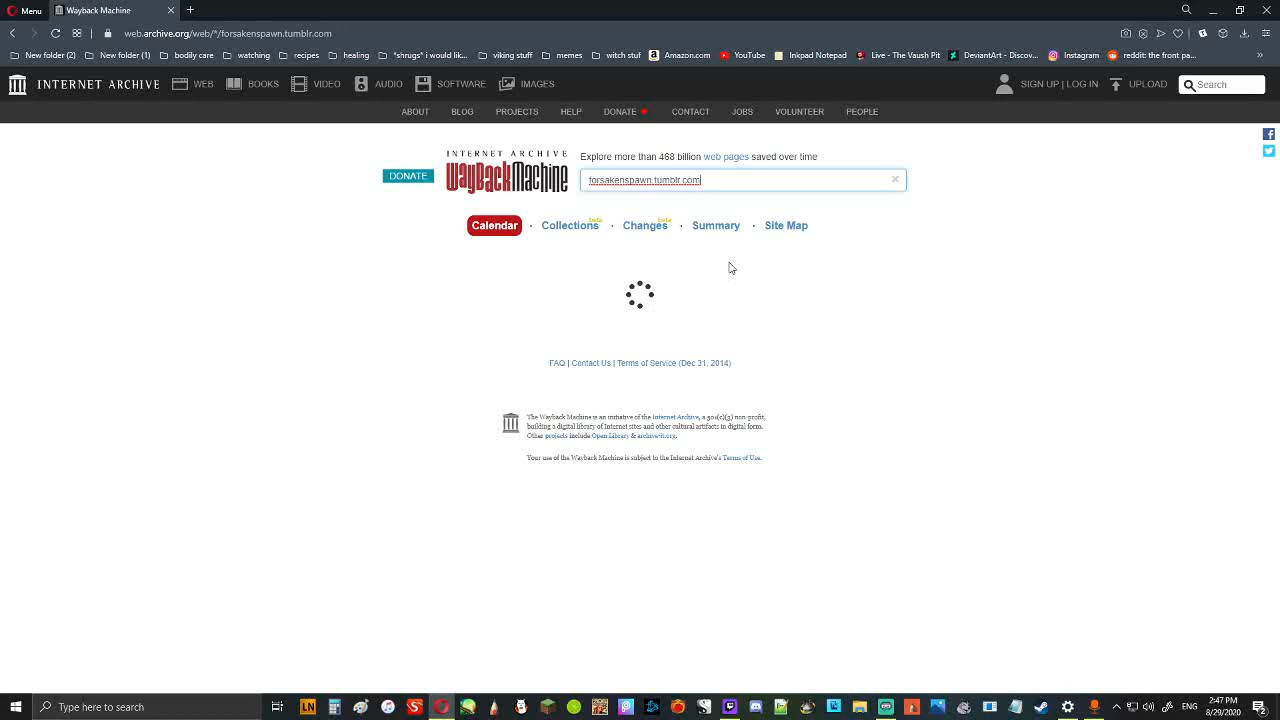 Menu
Wayback Machine
web.archive.org/web/*/forsakenspawn.tumblr.com
New folder (2)
bodily care
watching
recipes
healing
*shrugs* i would lik...
viking stuff
memes
witch stuff
Amazon.com
YouTube
Inkpad Notepad
Live - The Vaush Pit
DeviantArt - Discov...
Instagram
reddit: the front pa...
New folder (1)
INTERNET ARCHIVE
WEB
BOOKS
VIDEO
AUDIO
SOFTWARE
IMAGES
SIGN UP | LOG IN
UPLOAD
Search
ABOUT
BLOG
PROJECTS
HELP
DONATE
CONTACT
JOBS
VOLUNTEER
PEOPLE
DONATE
INTERNET ARCHIVE
WayBackMachine
Explore more than 468 billion web pages saved over time
forsakenspawn.tumblr.com
Calendar
Collections beta
Changes beta
Summary
Site Map
FAQ | Contact Us | Terms of Service (Dec 31, 2014)
The Wayback Machine is an initiative of the Internet Archive, a 501(c)(3) non-profit,
building a digital library of Internet sites and other cultural artifacts in digital form.
Other projects include Open Library & archive-it.org.
Your use of the Wayback Machine is subject to the Internet Archive's Terms of Use.
Type here to search
LN
ENG
2:47 PM
8/29/2020